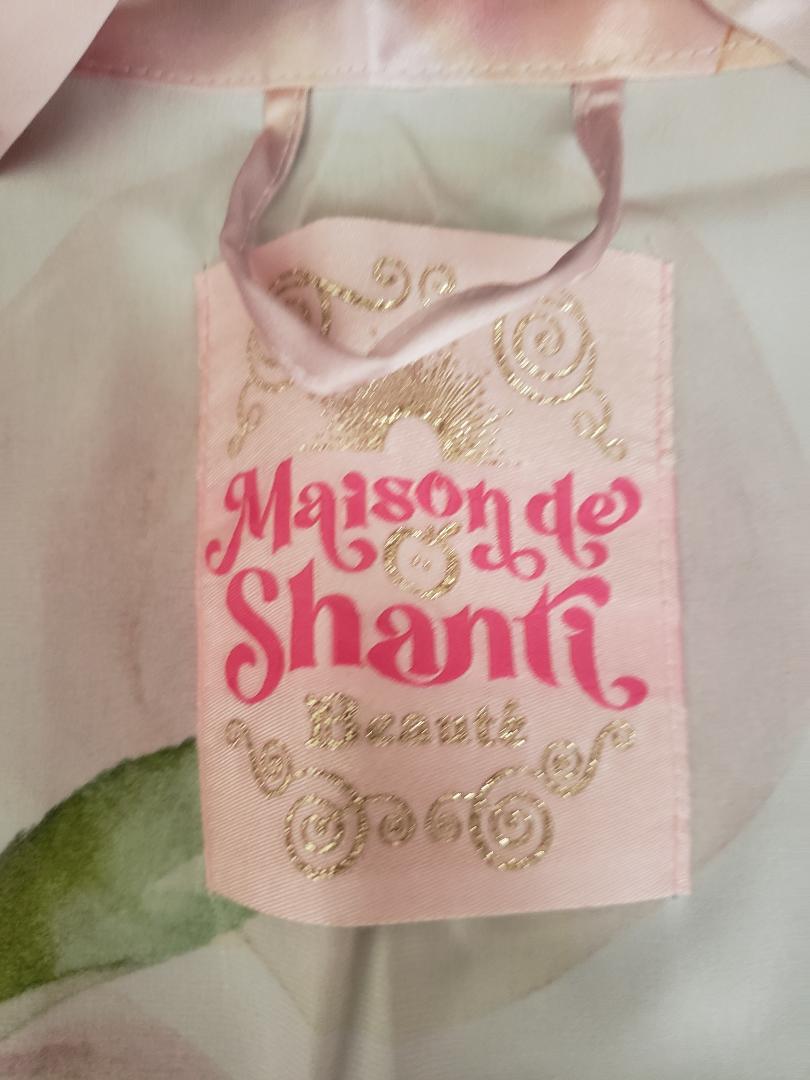 Maison de
Shanti
Beauté